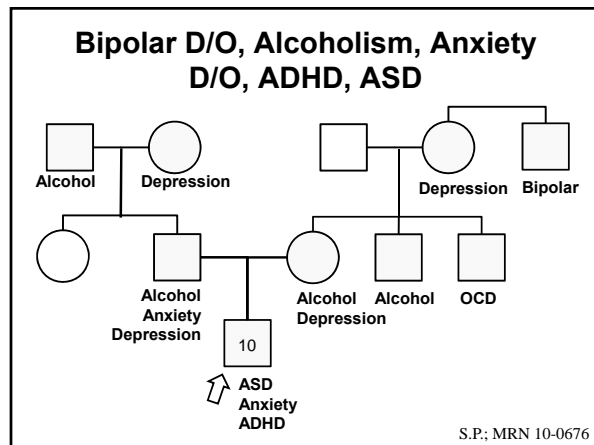 Bipolar D/O, Alcoholism, Anxiety
D/O, ADHD, ASD
Alcohol
Depression
Depression
Bipolar
Alcohol
Anxiety
Depression
Alcohol
Depression
Alcohol
OCD
10
ASD
Anxiety
ADHD
S.P.; MRN 10-0676